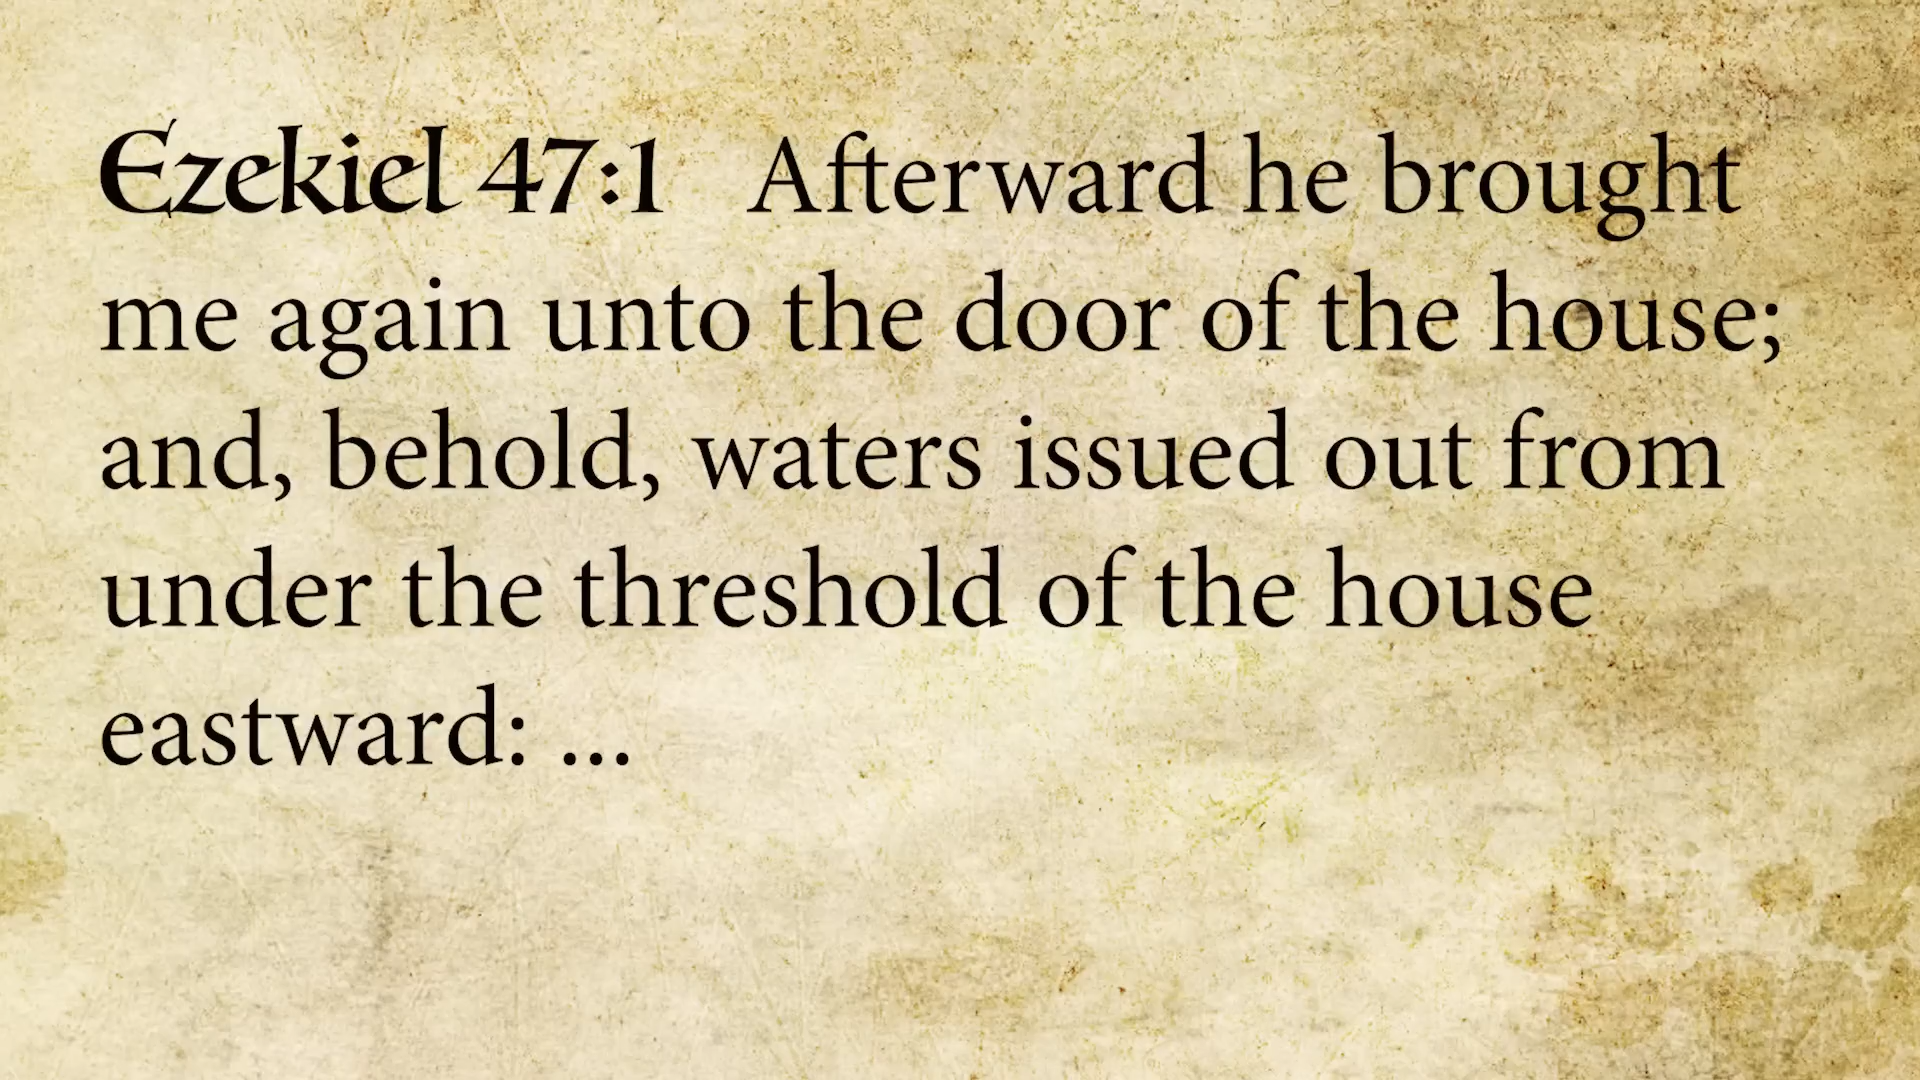 Ezekiel 47:1 Afterward he brought
me again unto the door of the house;
and, behold, waters issued out from
under the threshold of the house
eastward: ...